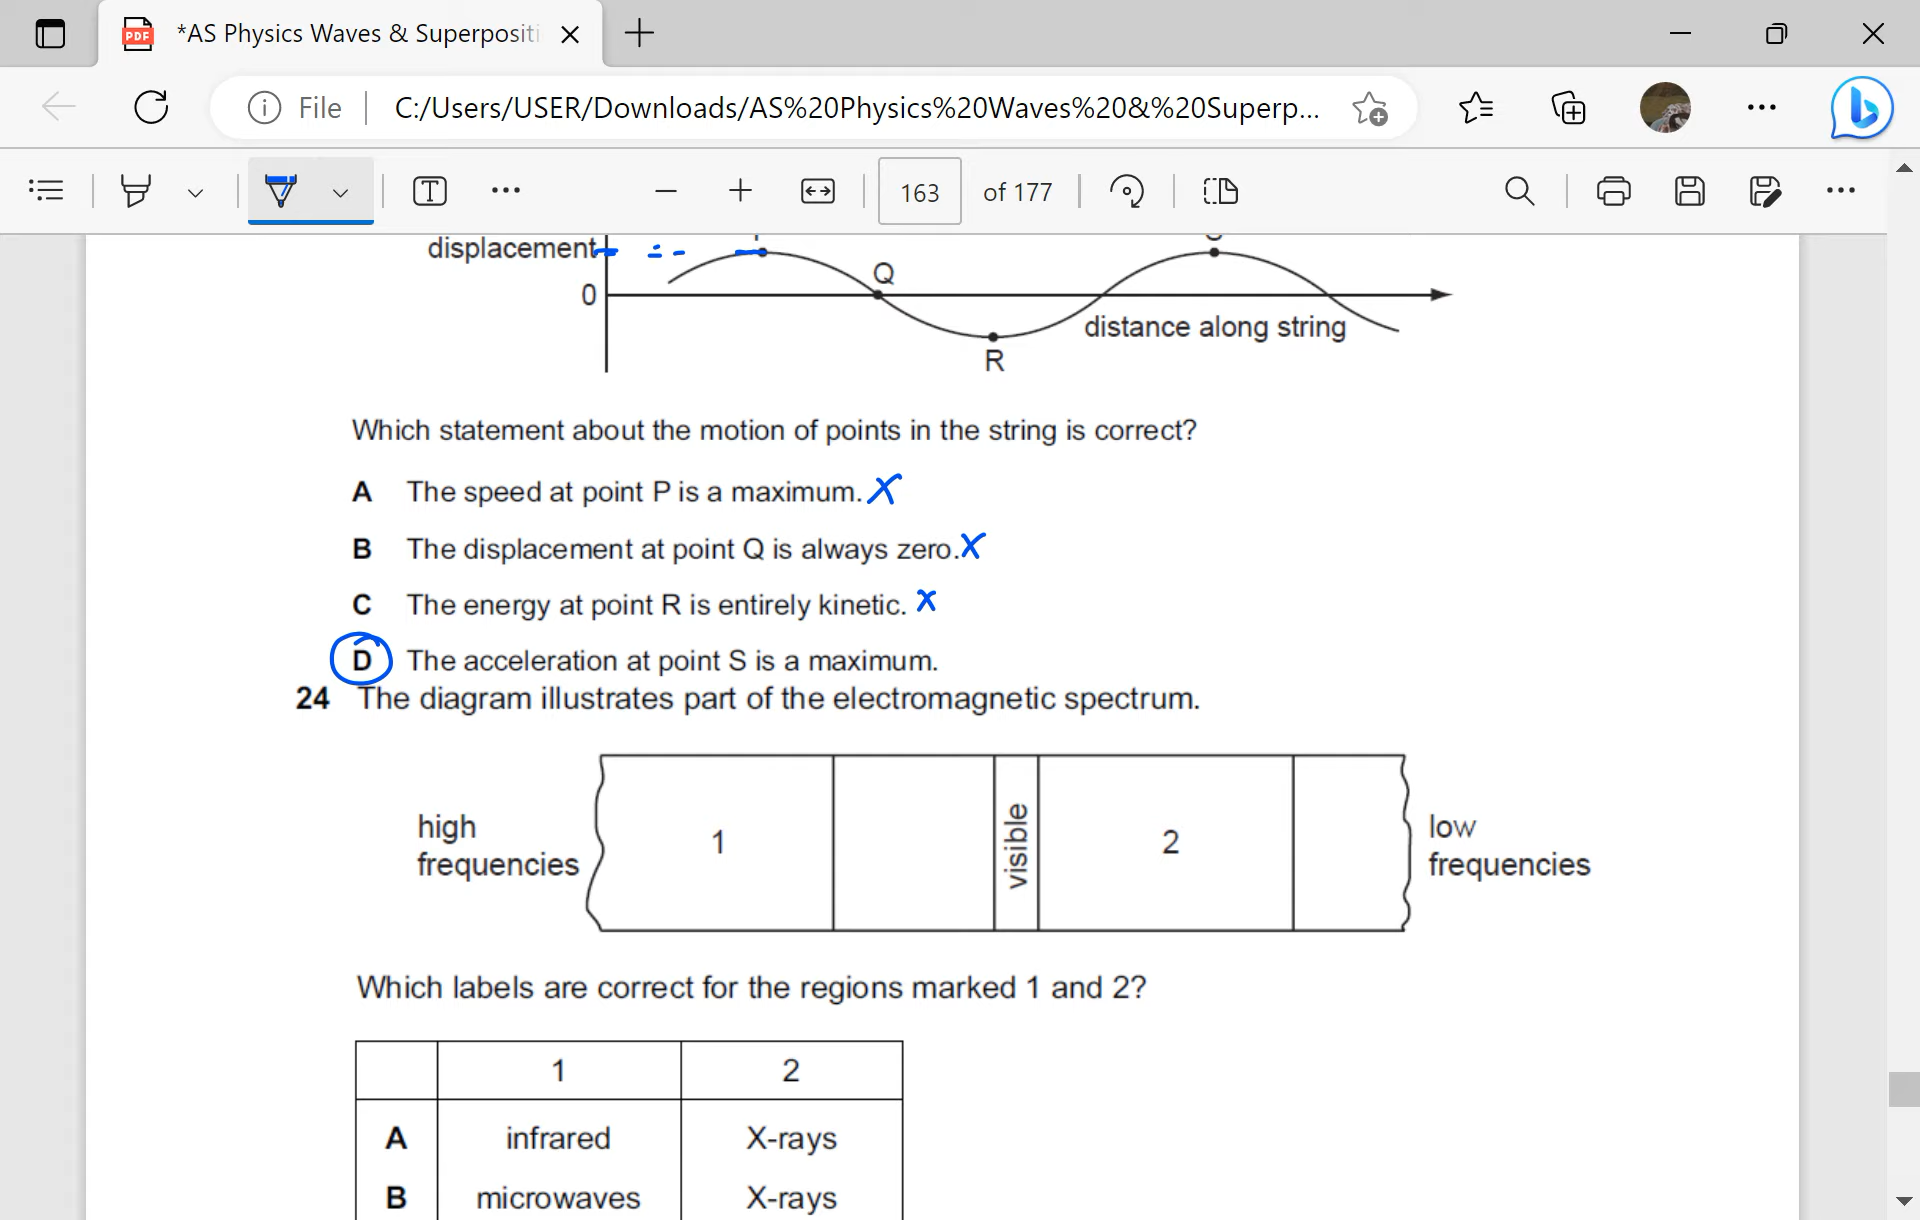 *AS Physics Waves & Superpositi
File
C:/Users/USER/Downloads/AS%20Physics%20Waves%20&%20Superp...
163 of 177
displacement
0
Q
R
distance along string
Which statement about the motion of points in the string is correct?
A The speed at point P is a maximum. X
B The displacement at point Q is always zero. X
C The energy at point R is entirely kinetic. X
D The acceleration at point S is a maximum.
24 The diagram illustrates part of the electromagnetic spectrum.
high frequencies
1
visible
2
low frequencies
Which labels are correct for the regions marked 1 and 2?
1 2
A infrared X-rays
B microwaves X-rays